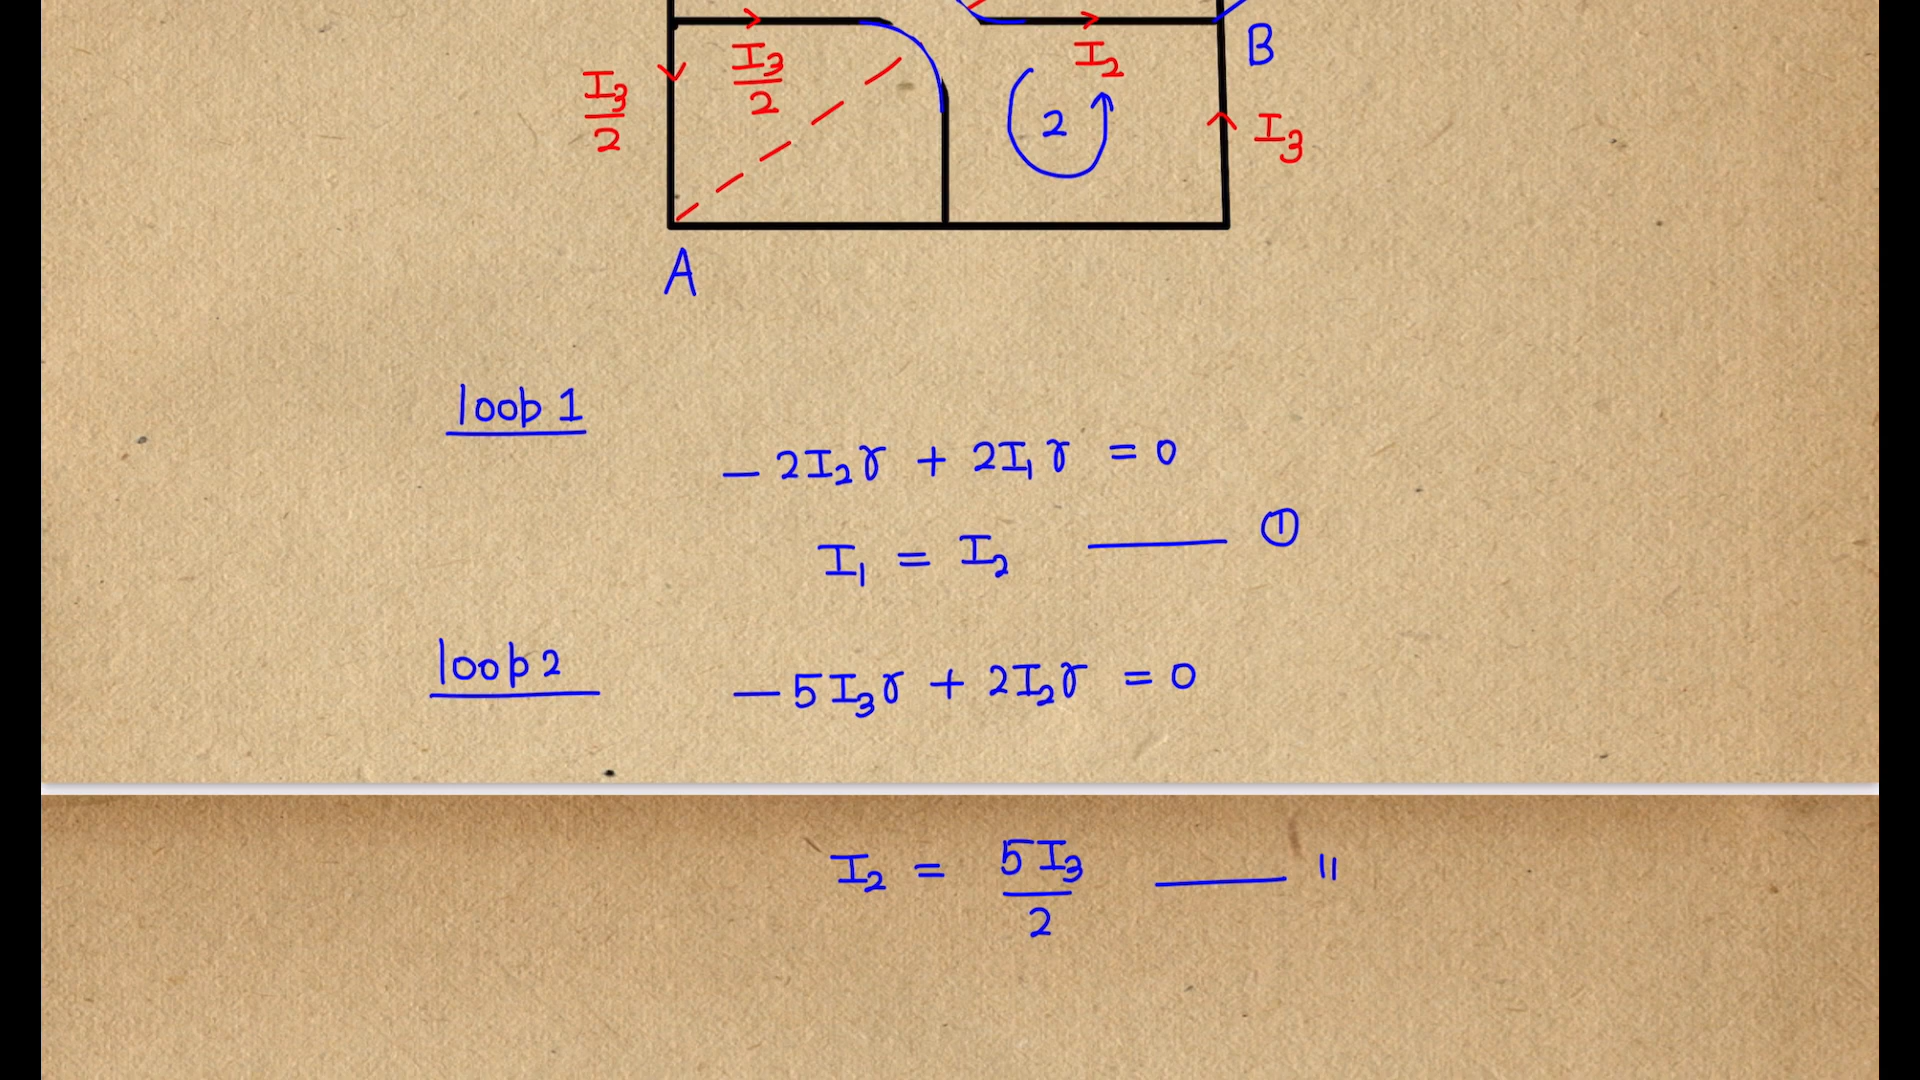 B
I₃/2
I₃/2
I₂
2
I₃
A
loop 1
− 2I₂r + 2I₁r = 0
I₁ = I₂ —— ①
loop 2
− 5I₃r + 2I₂r = 0
I₂ = 5I₃/2 —— 11